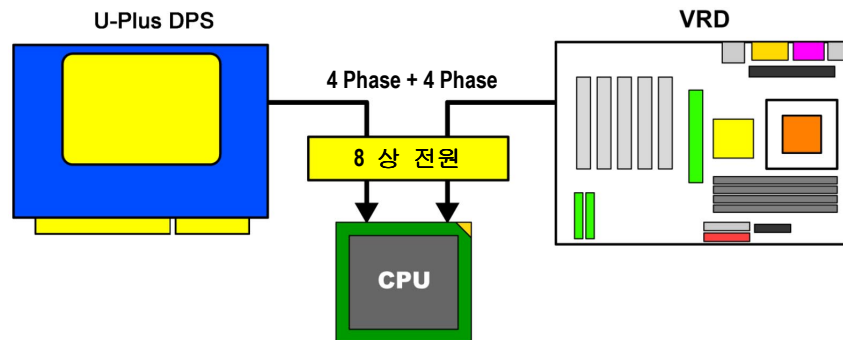 U-Plus DPS
VRD
4 Phase + 4 Phase
8 상 전원
CPU